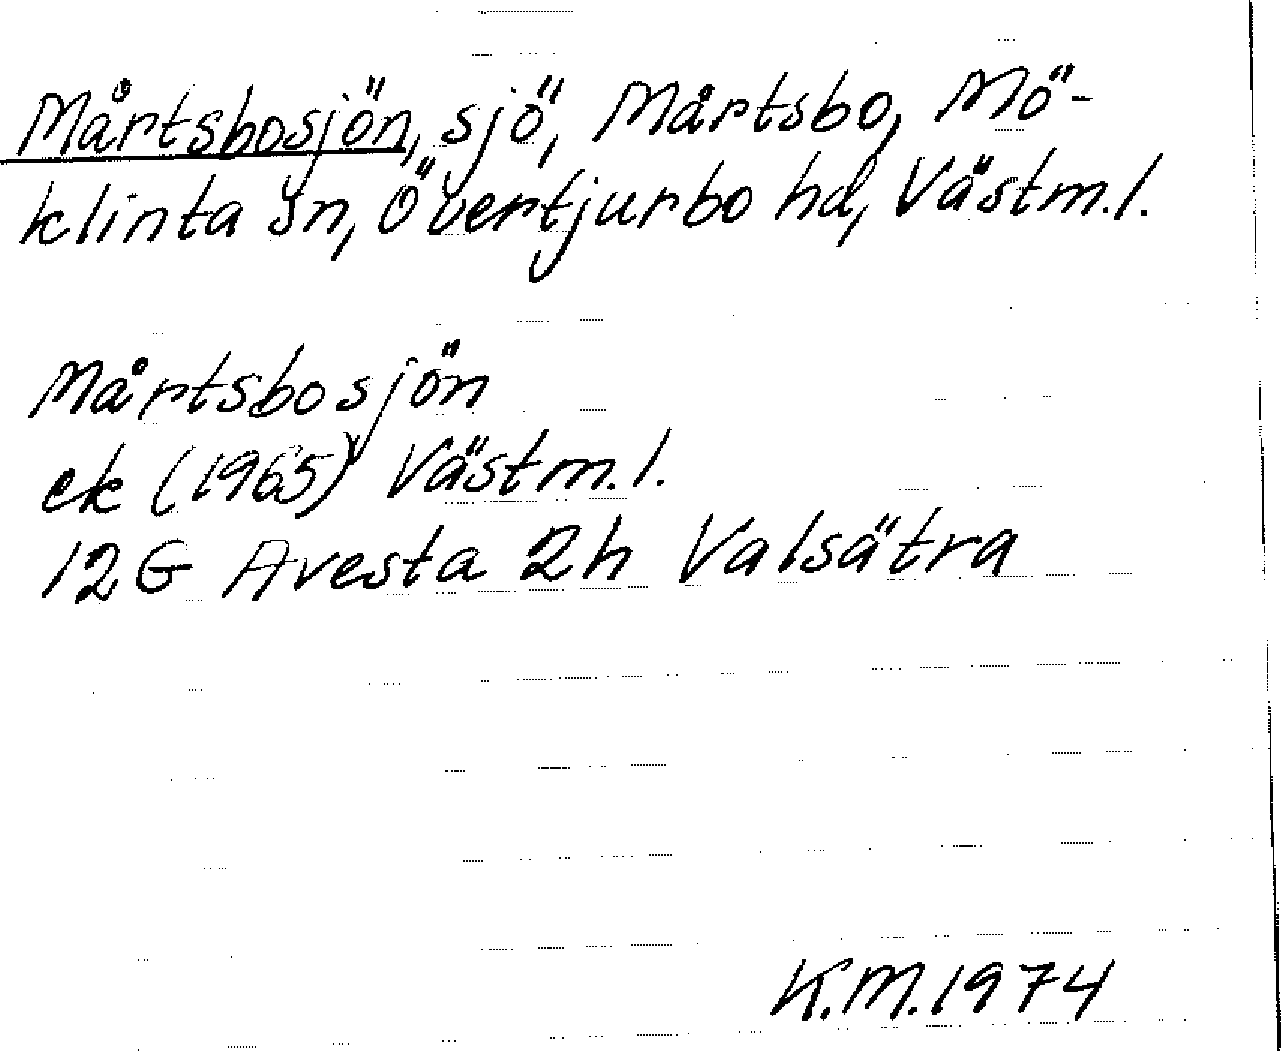 Mårtsbosjön, sjö, Mårtsbo, Mö-
klinta sn, Övertjurbo hd, Västm.l.
Mårtsbosjön
ek (1965) Västm.l.
12G Avesta 2h Valsätra
K.M.1974